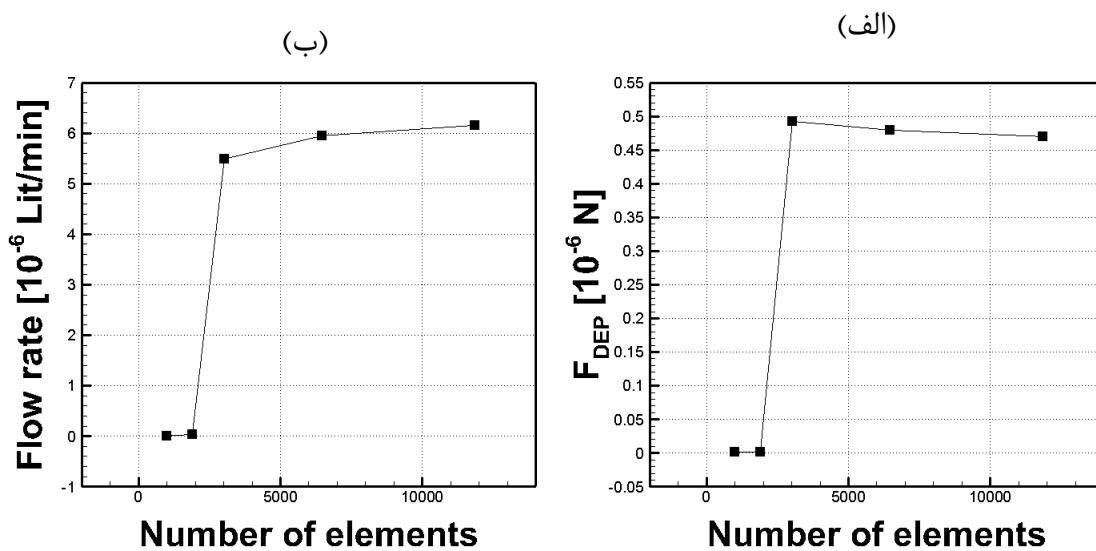 (ب)
7
6
5
4
3
2
1
0
-1
0 5000 10000
Flow rate [10⁻⁶ Lit/min]
Number of elements
(الف)
0.55
0.5
0.45
0.4
0.35
0.3
0.25
0.2
0.15
0.1
0.05
0
-0.05
0 5000 10000
F_DEP [10⁻⁶ N]
Number of elements